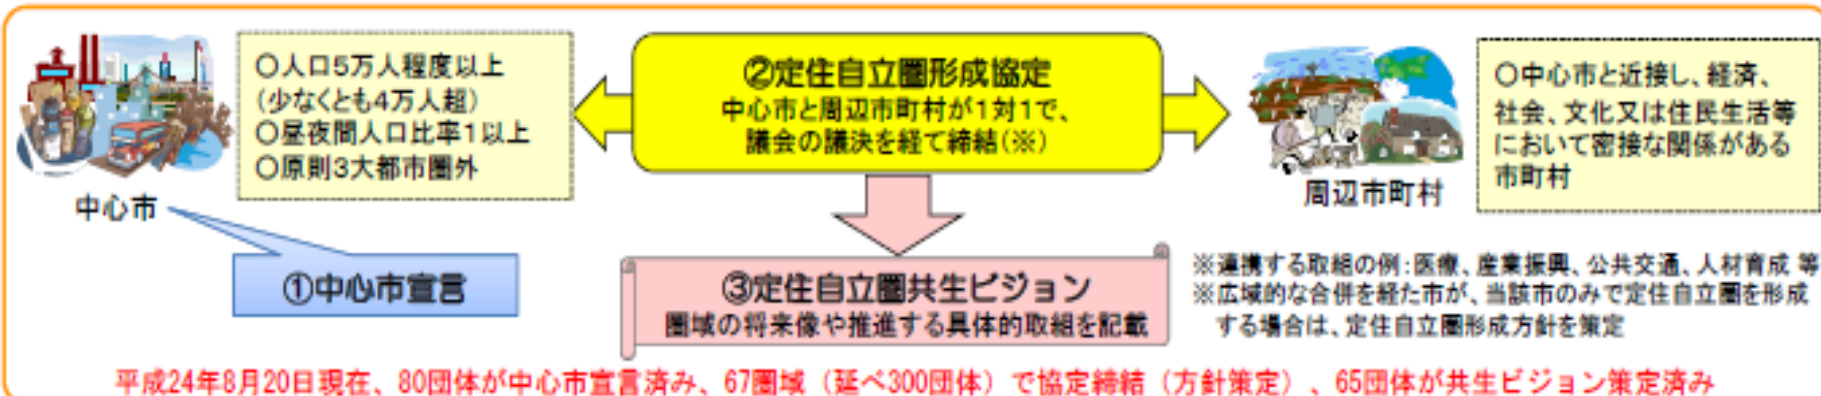 ○人口5万人程度以上
(少なくとも4万人超)
○昼夜間人口比率1以上
○原則3大都市圏外
中心市
①中心市宣言
②定住自立圏形成協定
中心市と周辺市町村が1対1で、
議会の議決を経て締結(※)
周辺市町村
○中心市と近接し、経済、
社会、文化又は住民生活等
において密接な関係がある
市町村
③定住自立圏共生ビジョン
圏域の将来像や推進する具体的取組を記載
※連携する取組の例:医療、産業振興、公共交通、人材育成 等
※広域的な合併を経た市が、当該市のみで定住自立圏を形成
する場合は、定住自立圏形成方針を策定
平成24年8月20日現在、80団体が中心市宣言済み、67圏域(延べ300団体)で協定締結(方針策定)、65団体が共生ビジョン策定済み